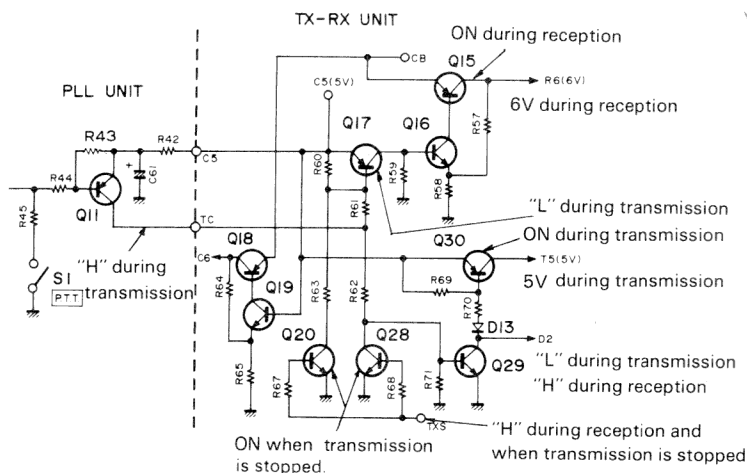 TX-RX UNIT
PLL UNIT
ON during reception
CB
Q15
R6(6V)
6V during reception
C5(5V)
Q17
Q16
R57
R43
R42
C5
R60
R59
R58
R44
+
C61
Q11
R45
R61
"L" during transmission
TC
Q18
Q30
ON during transmission
S1
PTT
"H" during
transmission
C6
T5(5V)
5V during transmission
R64
Q19
R69
R70
R63
R62
D13
D2
Q20
Q28
Q29
"L" during transmission
"H" during reception
R65
R67
R68
R71
TXS
"H" during reception and
when transmission is stopped
ON when transmission
is stopped.